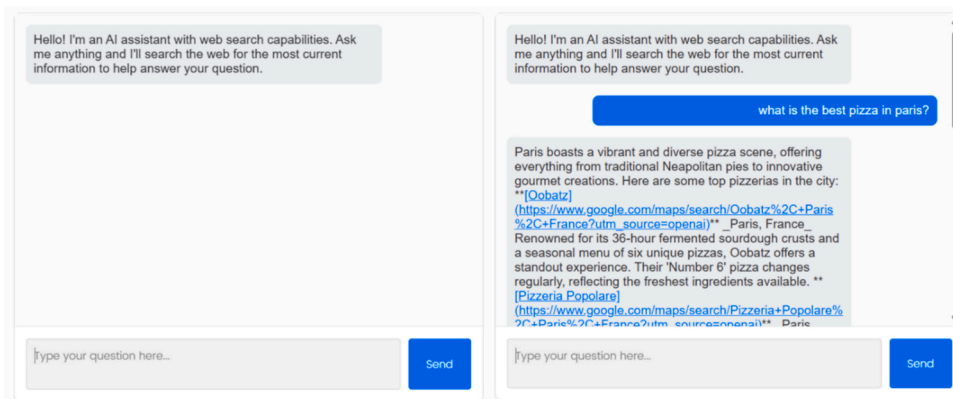 Hello! I'm an AI assistant with web search capabilities. Ask
me anything and I'll search the web for the most current
information to help answer your question.
Type your question here...
Send
Hello! I'm an AI assistant with web search capabilities. Ask
me anything and I'll search the web for the most current
information to help answer your question.
what is the best pizza in paris?
Paris boasts a vibrant and diverse pizza scene, offering
everything from traditional Neapolitan pies to innovative
gourmet creations. Here are some top pizzerias in the city:
**[Oobatz]
(https://www.google.com/maps/search/Oobatz%2C+Paris
%2C+France?utm_source=openai)** _Paris, France_
Renowned for its 36-hour fermented sourdough crusts and
a seasonal menu of six unique pizzas, Oobatz offers a
standout experience. Their 'Number 6' pizza changes
regularly, reflecting the freshest ingredients available. **
[Pizzeria Popolare]
(https://www.google.com/maps/search/Pizzeria+Popolare%
2C+Paris%2C+France?utm_source=openai)** _Paris,
Type your question here...
Send